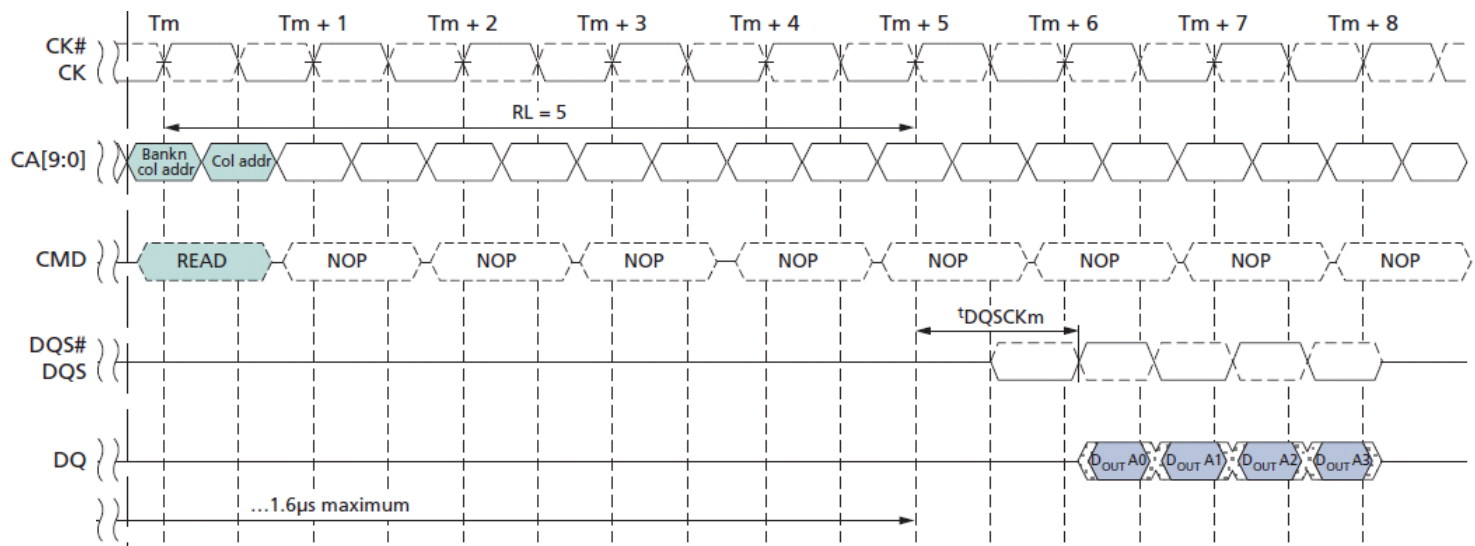 Tm Tm + 1 Tm + 2 Tm + 3 Tm + 4 Tm + 5 Tm + 6 Tm + 7 Tm + 8
CK#
CK
RL = 5
CA[9:0] Bankn col addr Col addr
CMD READ NOP NOP NOP NOP NOP NOP NOP NOP
tDQSCKm
DQS#
DQS
DQ DOUT A0 DOUT A1 DOUT A2 DOUT A3
...1.6μs maximum